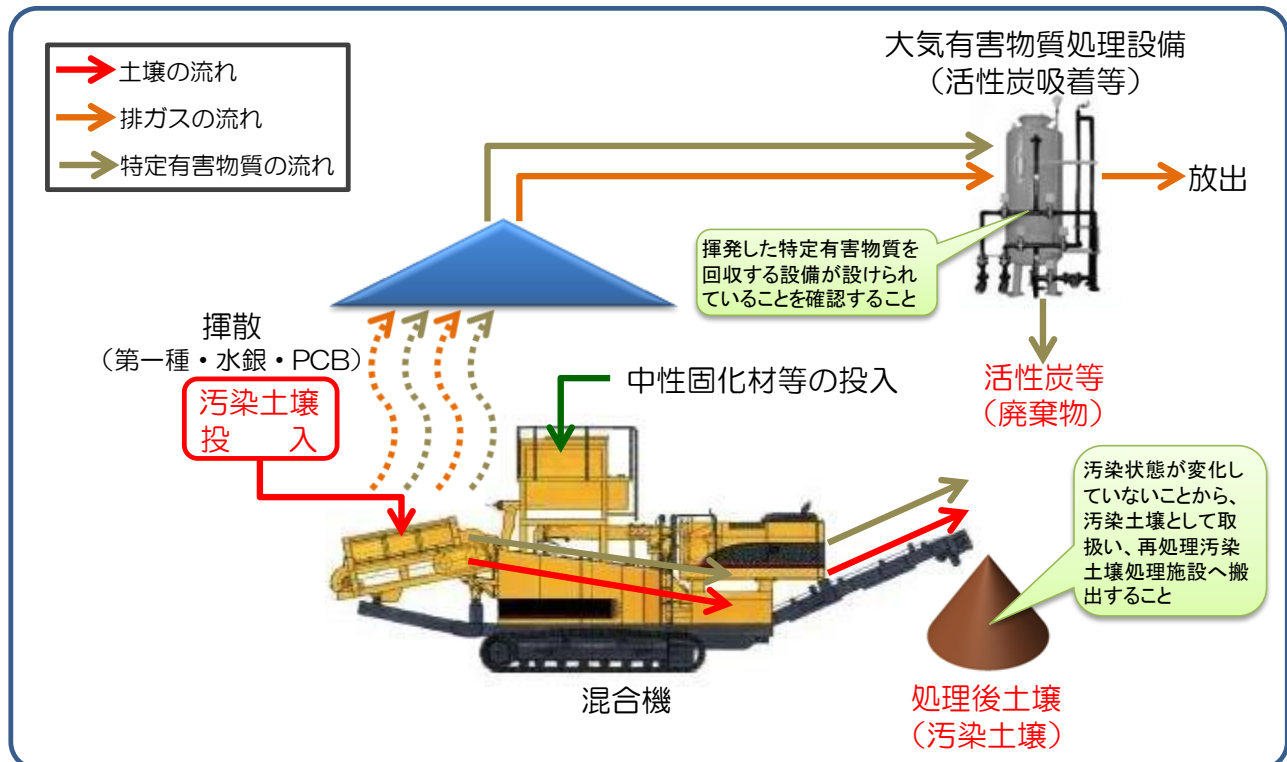 土壌の流れ
排ガスの流れ
特定有害物質の流れ
大気有害物質処理設備
（活性炭吸着等）
放出
揮発した特定有害物質を
回収する設備が設けられ
ていることを確認すること
揮散
（第一種・水銀・PCB）
汚染土壌
投　　入
中性固化材等の投入
活性炭等
（廃棄物）
汚染状態が変化し
ていないことから、
汚染土壌として取
扱い、再処理汚染
土壌処理施設へ搬
出すること
混合機
処理後土壌
（汚染土壌）